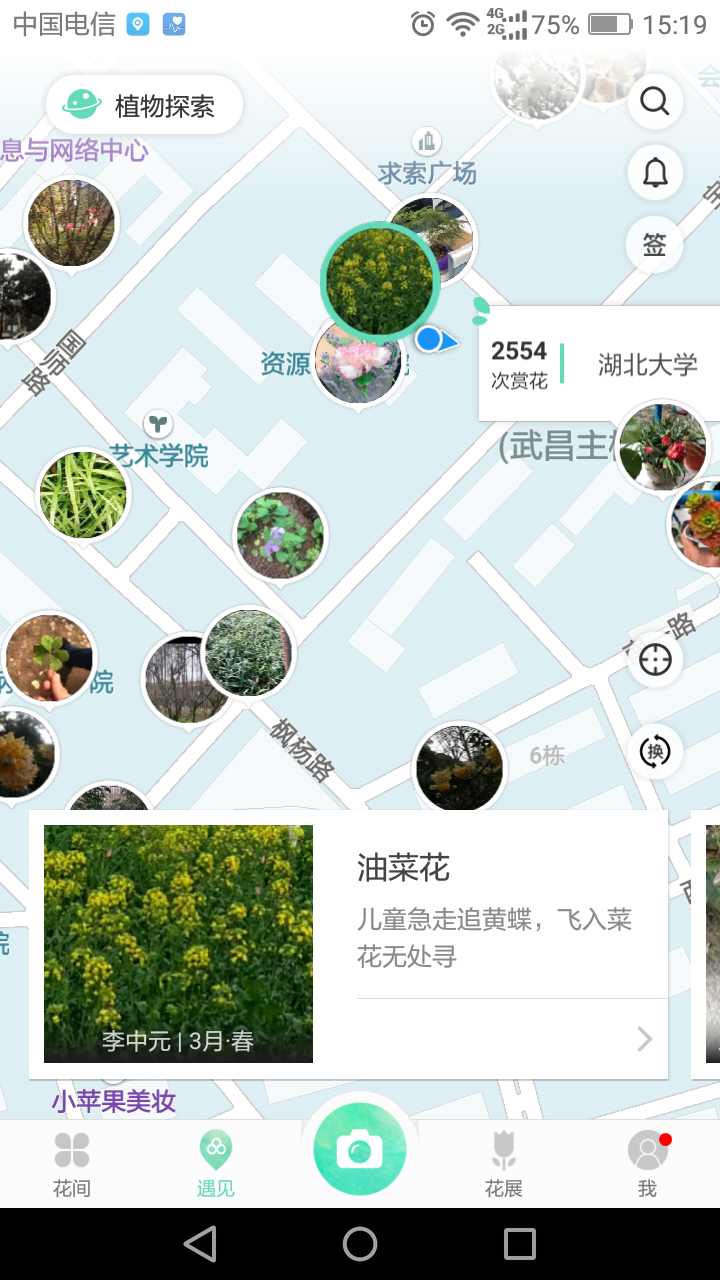 中国电信
4G
2G
75%
15:19
植物探索
息与网络中心
求索广场
签
国师路
资源
2554
次赏花
湖北大学
(武昌主
艺术学院
院
路
枫杨路
6栋
换
油菜花
儿童急走追黄蝶，飞入菜
花无处寻
李中元 | 3月·春
小苹果美妆
花间
遇见
花展
我